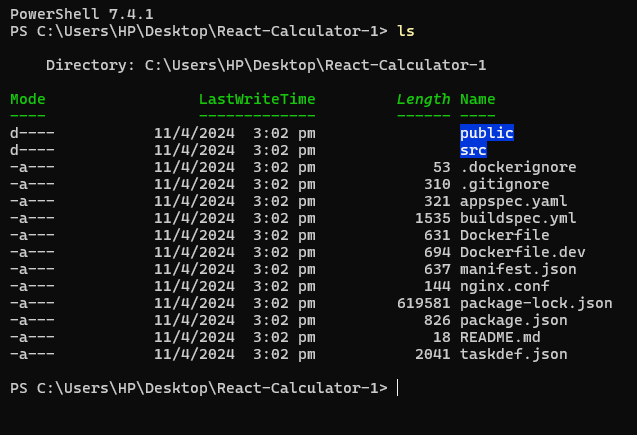 PowerShell 7.4.1
PS C:\Users\HP\Desktop\React-Calculator-1> ls
Directory: C:\Users\HP\Desktop\React-Calculator-1
Mode                 LastWriteTime         Length Name
----                 -------------         ------ ----
d----           11/4/2024  3:02 pm                public
d----           11/4/2024  3:02 pm                src
-a---           11/4/2024  3:02 pm             53 .dockerignore
-a---           11/4/2024  3:02 pm            310 .gitignore
-a---           11/4/2024  3:02 pm            321 appspec.yaml
-a---           11/4/2024  3:02 pm           1535 buildspec.yml
-a---           11/4/2024  3:02 pm            631 Dockerfile
-a---           11/4/2024  3:02 pm            694 Dockerfile.dev
-a---           11/4/2024  3:02 pm            637 manifest.json
-a---           11/4/2024  3:02 pm            144 nginx.conf
-a---           11/4/2024  3:02 pm         619581 package-lock.json
-a---           11/4/2024  3:02 pm            826 package.json
-a---           11/4/2024  3:02 pm             18 README.md
-a---           11/4/2024  3:02 pm           2041 taskdef.json
PS C:\Users\HP\Desktop\React-Calculator-1>